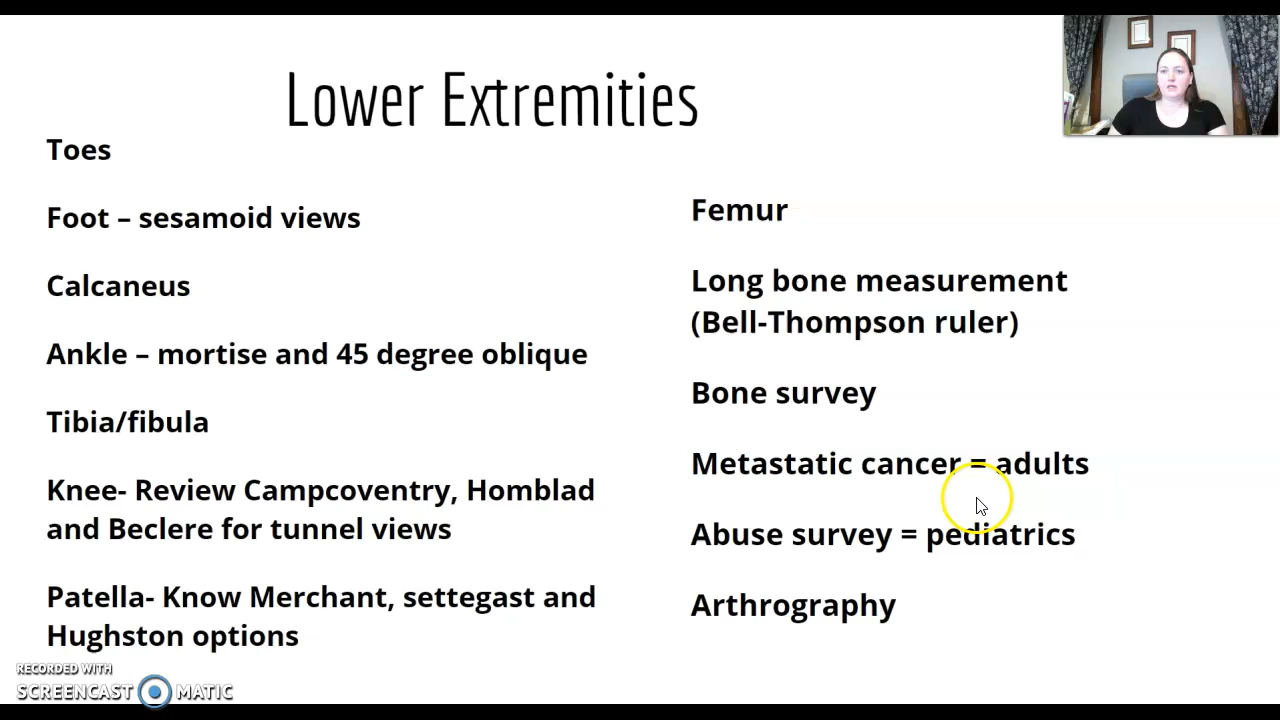 Lower Extremities
Toes
Foot – sesamoid views
Calcaneus
Ankle – mortise and 45 degree oblique
Tibia/fibula
Knee- Review Campcoventry, Homblad
and Beclere for tunnel views
Patella- Know Merchant, settegast and
Hughston options
Femur
Long bone measurement
(Bell-Thompson ruler)
Bone survey
Metastatic cancer = adults
Abuse survey = pediatrics
Arthrography
RECORDED WITH
SCREENCAST MATIC